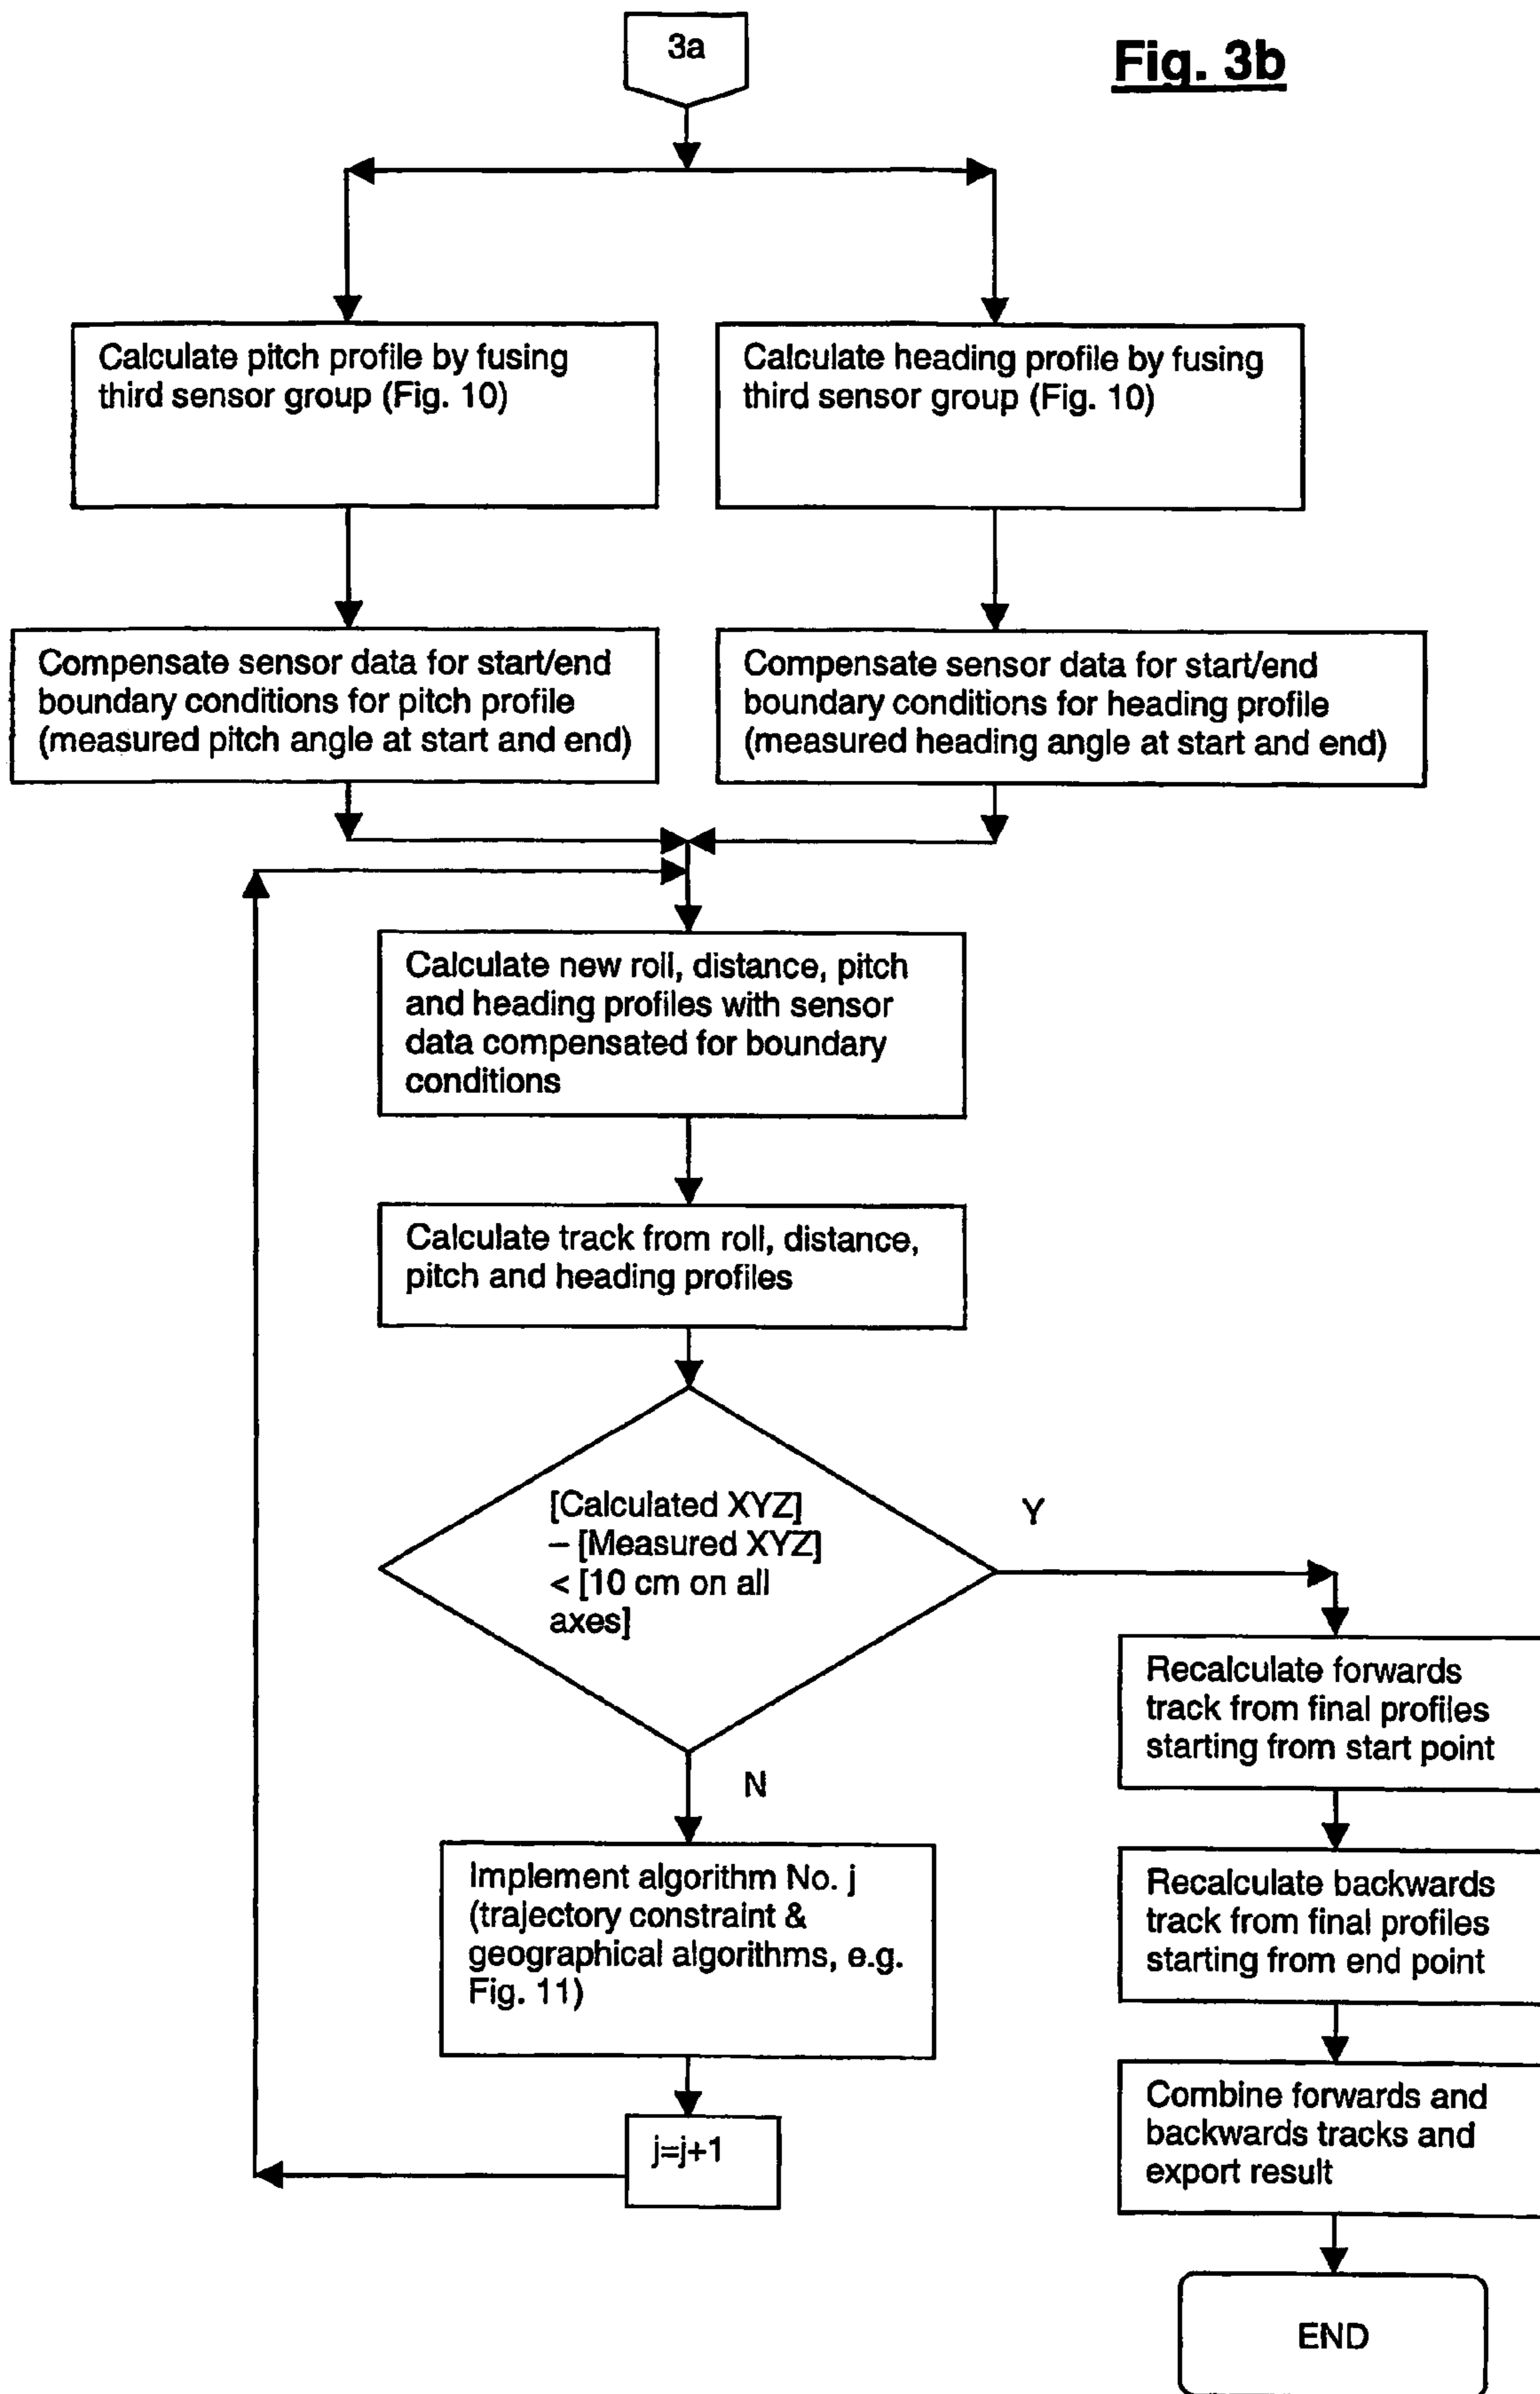 3a
Fig. 3b
Calculate pitch profile by fusing
third sensor group (Fig. 10)
Calculate heading profile by fusing
third sensor group (Fig. 10)
Compensate sensor data for start/end
boundary conditions for pitch profile
(measured pitch angle at start and end)
Compensate sensor data for start/end
boundary conditions for heading profile
(measured heading angle at start and end)
Calculate new roll, distance, pitch
and heading profiles with sensor
data compensated for boundary
conditions
Calculate track from roll, distance,
pitch and heading profiles
[Calculated XYZ]
– [Measured XYZ]
< [10 cm on all
axes]
Y
N
Implement algorithm No. j
(trajectory constraint &
geographical algorithms, e.g.
Fig. 11)
j=j+1
Recalculate forwards
track from final profiles
starting from start point
Recalculate backwards
track from final profiles
starting from end point
Combine forwards and
backwards tracks and
export result
END